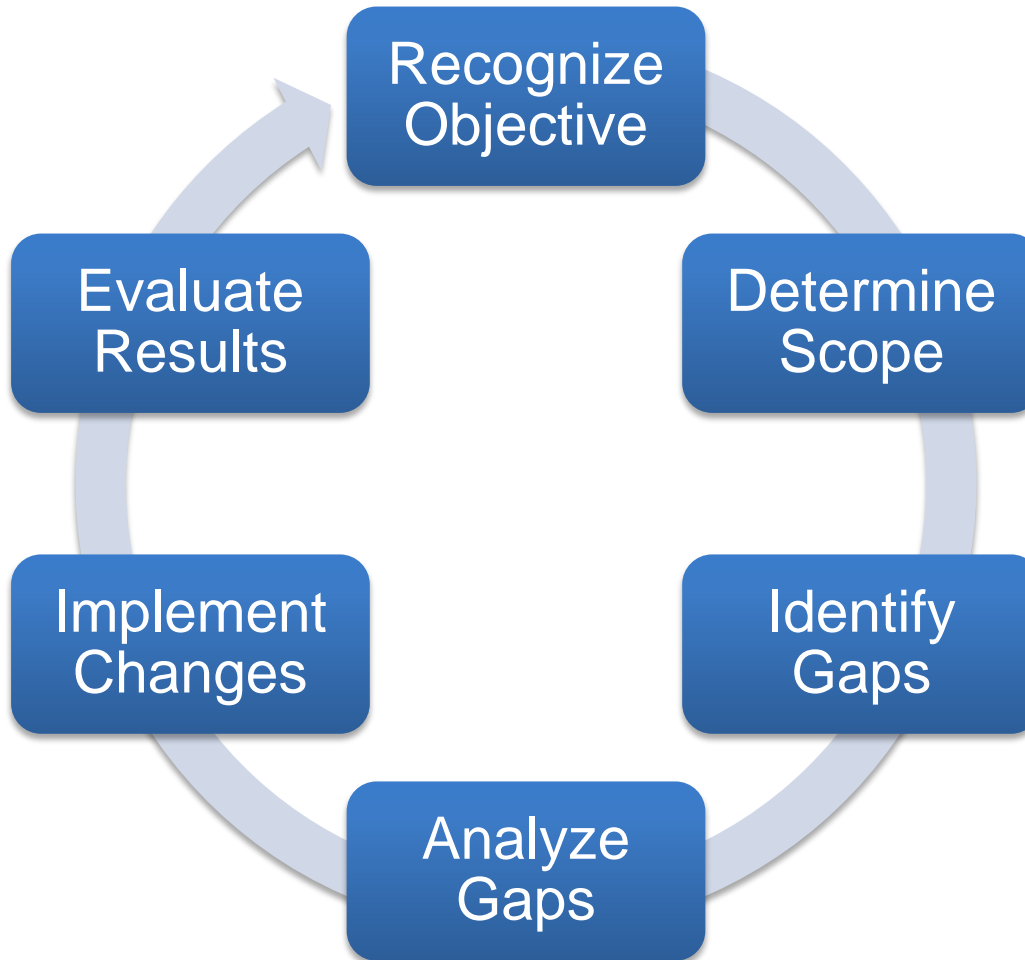 Recognize
Objective
Determine
Scope
Identify
Gaps
Analyze
Gaps
Implement
Changes
Evaluate
Results